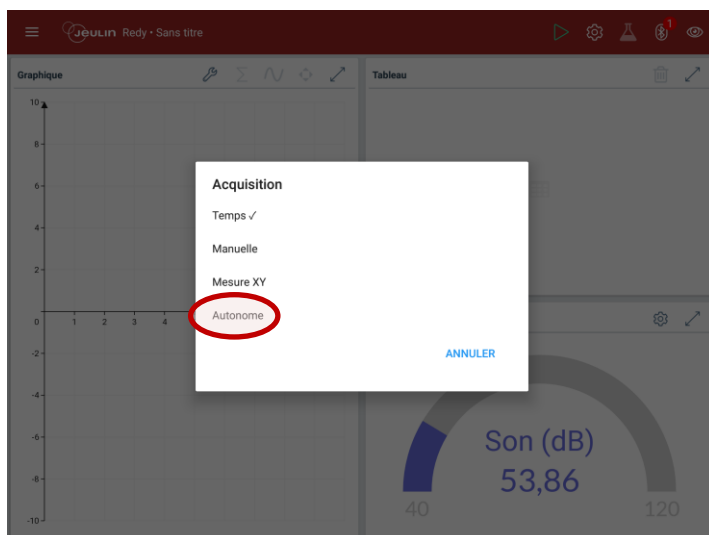 Jeulin Redy • Sans titre
1
Graphique
Tableau
10
8
6
4
2
0 1 2 3 4
-2
-4
-6
-8
-10
Acquisition
Temps ✓
Manuelle
Mesure XY
Autonome
ANNULER
Son (dB)
53,86
40 120